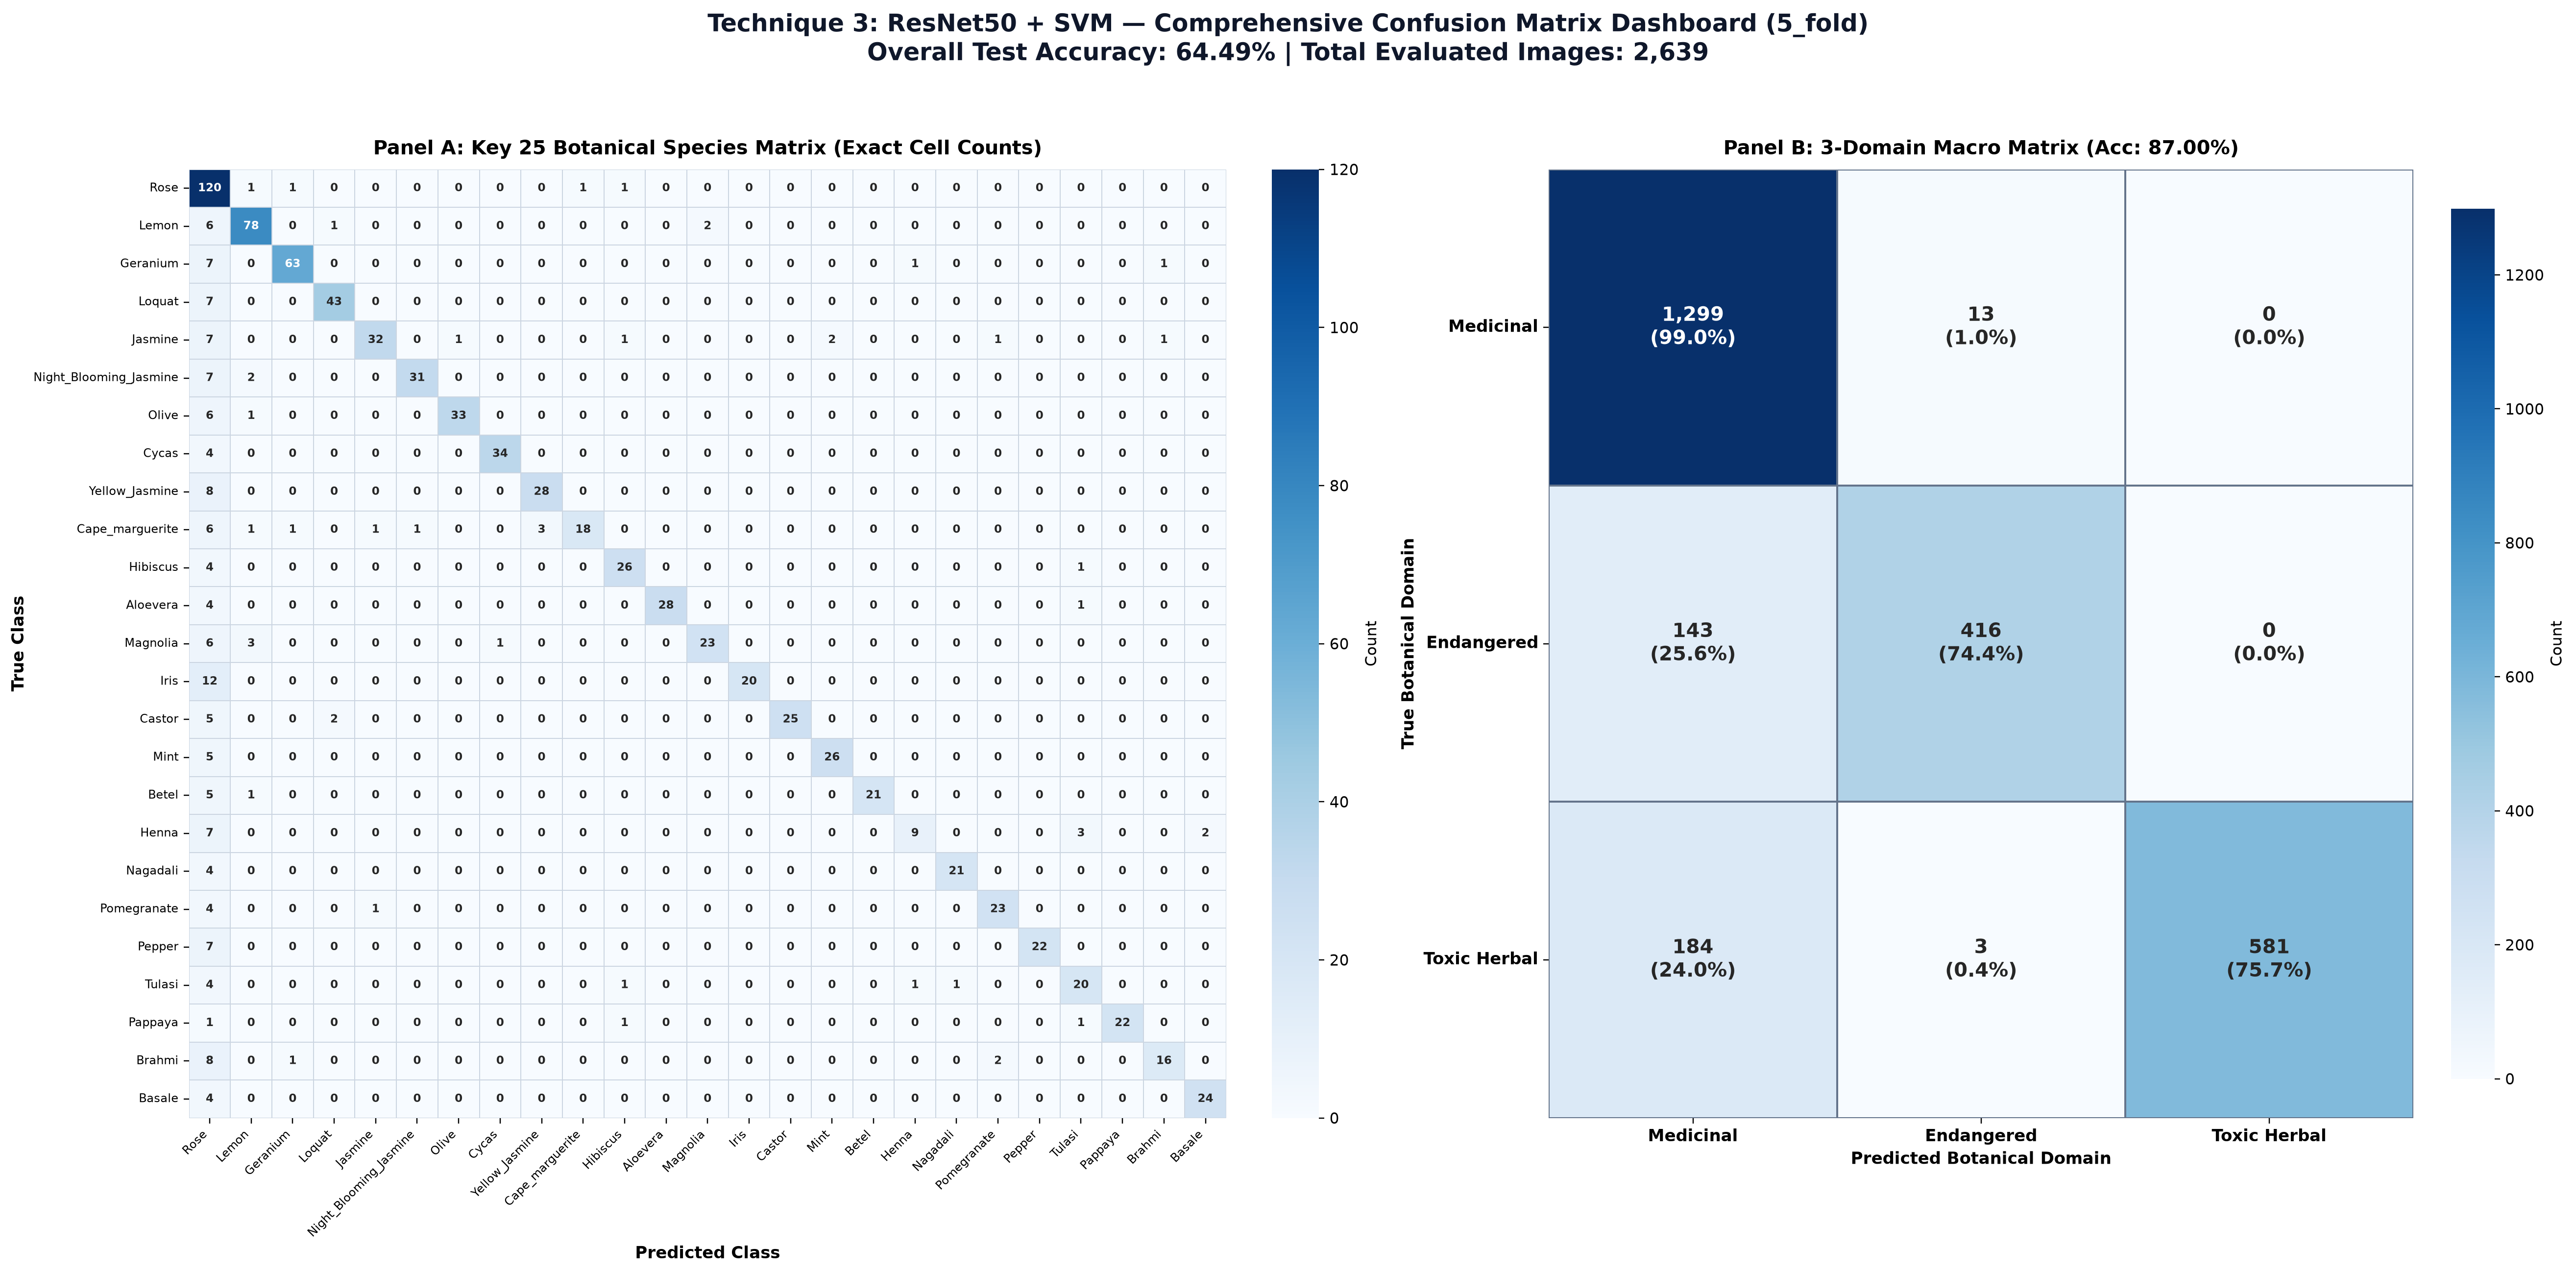 Technique 3: ResNet50 + SVM — Comprehensive Confusion Matrix Dashboard (5_fold)
Overall Test Accuracy: 64.49% | Total Evaluated Images: 2,639
Panel A: Key 25 Botanical Species Matrix (Exact Cell Counts)
True Class
Rose 120 1 1 0 0 0 0 0 0 1 1 0 0 0 0 0 0 0 0 0 0 0 0 0 0
Lemon 6 78 0 1 0 0 0 0 0 0 0 0 2 0 0 0 0 0 0 0 0 0 0 0 0
Geranium 7 0 63 0 0 0 0 0 0 0 0 0 0 0 0 0 0 1 0 0 0 0 0 1 0
Loquat 7 0 0 43 0 0 0 0 0 0 0 0 0 0 0 0 0 0 0 0 0 0 0 0 0
Jasmine 7 0 0 0 32 0 1 0 0 0 1 0 0 0 0 2 0 0 0 1 0 0 0 1 0
Night_Blooming_Jasmine 7 2 0 0 0 31 0 0 0 0 0 0 0 0 0 0 0 0 0 0 0 0 0 0 0
Olive 6 1 0 0 0 0 33 0 0 0 0 0 0 0 0 0 0 0 0 0 0 0 0 0 0
Cycas 4 0 0 0 0 0 0 34 0 0 0 0 0 0 0 0 0 0 0 0 0 0 0 0 0
Yellow_Jasmine 8 0 0 0 0 0 0 0 28 0 0 0 0 0 0 0 0 0 0 0 0 0 0 0 0
Cape_marguerite 6 1 1 0 1 1 0 0 3 18 0 0 0 0 0 0 0 0 0 0 0 0 0 0 0
Hibiscus 4 0 0 0 0 0 0 0 0 0 26 0 0 0 0 0 0 0 0 0 0 1 0 0 0
Aloevera 4 0 0 0 0 0 0 0 0 0 0 28 0 0 0 0 0 0 0 0 0 1 0 0 0
Magnolia 6 3 0 0 0 0 0 1 0 0 0 0 23 0 0 0 0 0 0 0 0 0 0 0 0
Iris 12 0 0 0 0 0 0 0 0 0 0 0 0 20 0 0 0 0 0 0 0 0 0 0 0
Castor 5 0 0 2 0 0 0 0 0 0 0 0 0 0 25 0 0 0 0 0 0 0 0 0 0
Mint 5 0 0 0 0 0 0 0 0 0 0 0 0 0 0 26 0 0 0 0 0 0 0 0 0
Betel 5 1 0 0 0 0 0 0 0 0 0 0 0 0 0 0 21 0 0 0 0 0 0 0 0
Henna 7 0 0 0 0 0 0 0 0 0 0 0 0 0 0 0 0 9 0 0 0 3 0 0 2
Nagadali 4 0 0 0 0 0 0 0 0 0 0 0 0 0 0 0 0 0 21 0 0 0 0 0 0
Pomegranate 4 0 0 0 1 0 0 0 0 0 0 0 0 0 0 0 0 0 0 23 0 0 0 0 0
Pepper 7 0 0 0 0 0 0 0 0 0 0 0 0 0 0 0 0 0 0 0 22 0 0 0 0
Tulasi 4 0 0 0 0 0 0 0 0 0 1 0 0 0 0 0 0 1 1 0 0 20 0 0 0
Pappaya 1 0 0 0 0 0 0 0 0 0 1 0 0 0 0 0 0 0 0 0 0 1 22 0 0
Brahmi 8 0 1 0 0 0 0 0 0 0 0 0 0 0 0 0 0 0 0 2 0 0 0 16 0
Basale 4 0 0 0 0 0 0 0 0 0 0 0 0 0 0 0 0 0 0 0 0 0 0 0 24
Rose Lemon Geranium Loquat Jasmine Night_Blooming_Jasmine Olive Cycas Yellow_Jasmine Cape_marguerite Hibiscus Aloevera Magnolia Iris Castor Mint Betel Henna Nagadali Pomegranate Pepper Tulasi Pappaya Brahmi Basale
Predicted Class
120
100
80
60
40
20
0
Count
Panel B: 3-Domain Macro Matrix (Acc: 87.00%)
True Botanical Domain
Medicinal
1,299 13 0
(99.0%) (1.0%) (0.0%)
Endangered
143 416 0
(25.6%) (74.4%) (0.0%)
Toxic Herbal
184 3 581
(24.0%) (0.4%) (75.7%)
Medicinal Endangered Toxic Herbal
Predicted Botanical Domain
1200
1000
800
600
400
200
0
Count